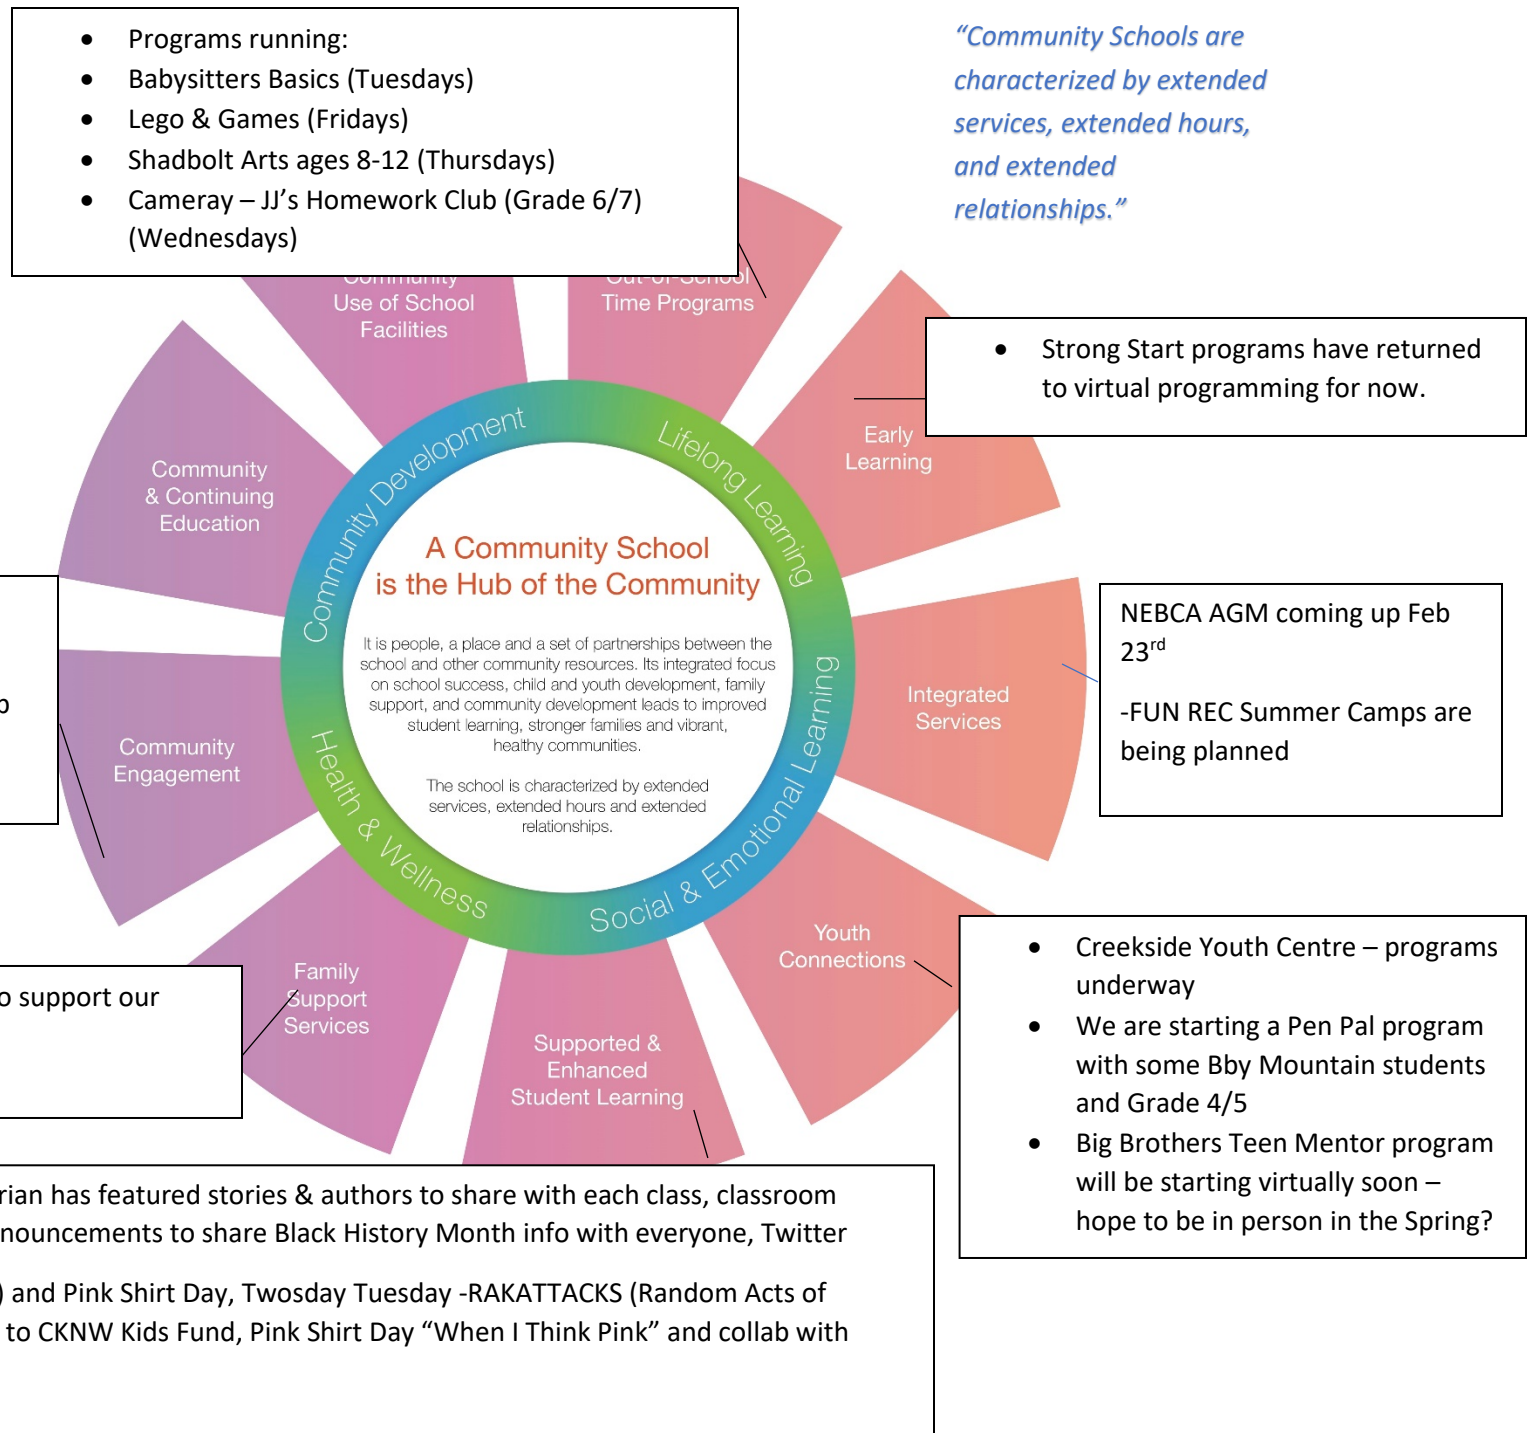 • Programs running:
• Babysitters Basics (Tuesdays)
• Lego & Games (Fridays)
• Shadbolt Arts ages 8-12 (Thursdays)
• Cameray – JJ’s Homework Club (Grade 6/7)
(Wednesdays)
“Community Schools are
characterized by extended
services, extended hours,
and extended
relationships.”
Community
Use of School
Facilities
Out-of-School
Time Programs
• Strong Start programs have returned
to virtual programming for now.
Early
Learning
Community
& Continuing
Education
Community Development
Lifelong Learning
A Community School
is the Hub of the Community
It is people, a place and a set of partnerships between the
school and other community resources. Its integrated focus
on school success, child and youth development, family
support, and community development leads to improved
student learning, stronger families and vibrant,
healthy communities.
The school is characterized by extended
services, extended hours and extended
relationships.
Health & Wellness
Social & Emotional Learning
NEBCA AGM coming up Feb
23rd
-FUN REC Summer Camps are
being planned
Integrated
Services
Community
Engagement
Youth
Connections
• Creekside Youth Centre – programs
underway
• We are starting a Pen Pal program
with some Bby Mountain students
and Grade 4/5
• Big Brothers Teen Mentor program
will be starting virtually soon –
hope to be in person in the Spring?
Family
Support
Services
support our
Supported &
Enhanced
Student Learning
has featured stories & authors to share with each class, classroom
to share Black History Month info with everyone, Twitter
) and Pink Shirt Day, Twosday Tuesday -RAKATTACKS (Random Acts of
to CKNW Kids Fund, Pink Shirt Day “When I Think Pink” and collab with